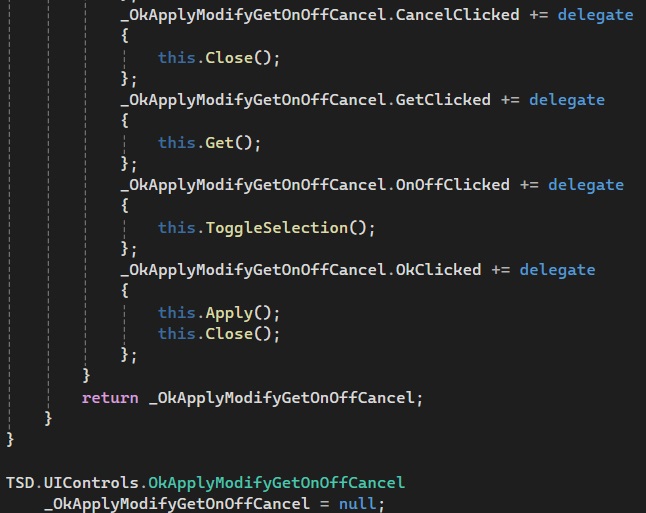 };
_OkApplyModifyGetOnOffCancel.CancelClicked += delegate
{
this.Close();
};
_OkApplyModifyGetOnOffCancel.GetClicked += delegate
{
this.Get();
};
_OkApplyModifyGetOnOffCancel.OnOffClicked += delegate
{
this.ToggleSelection();
};
_OkApplyModifyGetOnOffCancel.OkClicked += delegate
{
this.Apply();
this.Close();
};
}
return _OkApplyModifyGetOnOffCancel;
}
}
TSD.UIControls.OkApplyModifyGetOnOffCancel
_OkApplyModifyGetOnOffCancel = null;